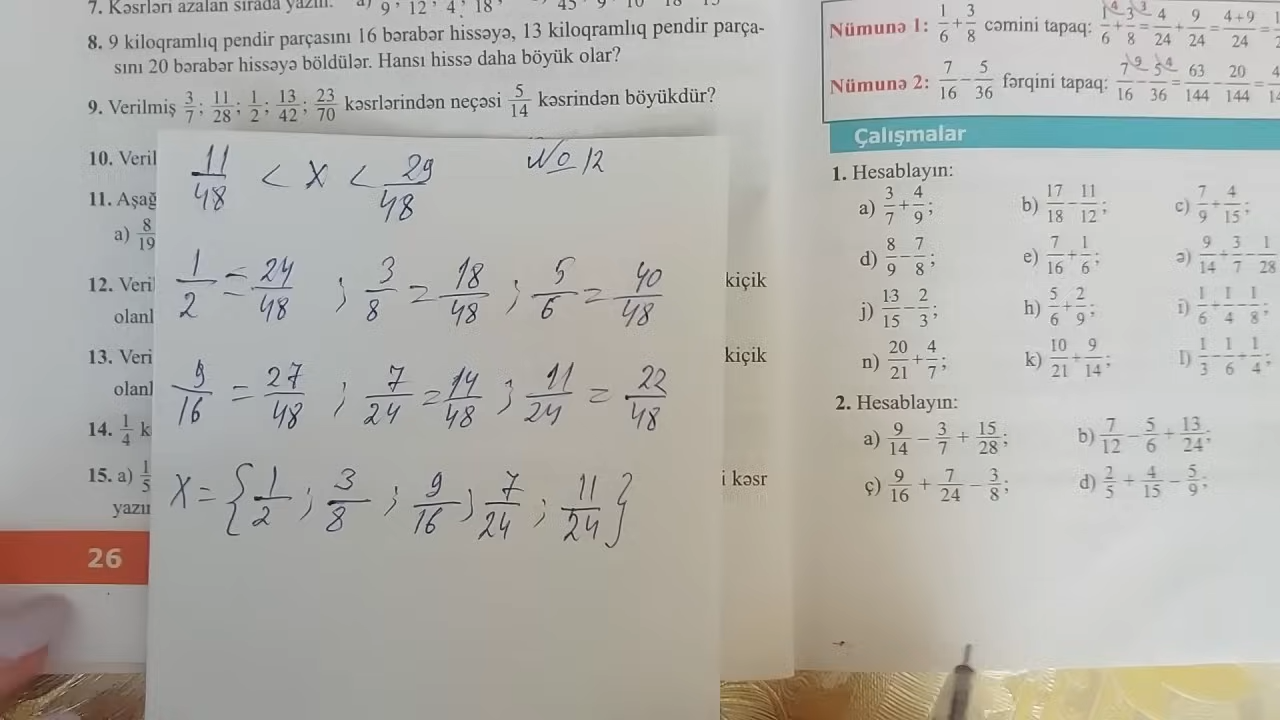 7. Kəsrləri azalan sırada yazın:
8. 9 kiloqramlıq pendir parçasını 16 bərabər hissəyə, 13 kiloqramlıq pendir parça-
sını 20 bərabər hissəyə böldülər. Hansı hissə daha böyük olar?
9. Verilmiş 3/7; 11/28; 1/2; 13/42; 23/70 kəsrlərindən neçəsi 5/14 kəsrindən böyükdür?
10. Veril
11. Aşağ
a) 8/19
12. Veri kiçik
olanl
13. Veri kiçik
olanl
14. 1/4 k
15. a) 1/5 i kəsr
yazı
26
11/48 < x < 29/48 № 12
1/2 = 24/48 ; 3/8 = 18/48 ; 5/6 = 40/48
9/16 = 27/48 ; 7/24 = 14/48 ; 11/24 = 22/48
X = {1/2 ; 3/8 ; 9/16 ; 7/24 ; 11/24}
Nümunə 1: 1/6 + 3/8 cəmini tapaq: 1/6 + 3/8 = 4/24 + 9/24 = 4+9/24 =
Nümunə 2: 7/16 − 5/36 fərqini tapaq: 7/16 − 5/36 = 63/144 − 20/144 =
Çalışmalar
1. Hesablayın:
a) 3/7 + 4/9; b) 17/18 − 11/12; c) 7/9 + 4/15;
d) 8/9 − 7/8; e) 7/16 + 1/6; ə) 9/14 + 3/7 − 1/28
j) 13/15 − 2/3; h) 5/6 + 2/9; i) 1/6 + 1/4 − 1/8;
n) 20/21 + 4/7; k) 10/21 + 9/14; l) 1/3 − 1/6 + 1/4;
2. Hesablayın:
a) 9/14 − 3/7 + 15/28; b) 7/12 − 5/6 + 13/24;
ç) 9/16 + 7/24 − 3/8; d) 2/5 + 4/15 − 5/9;